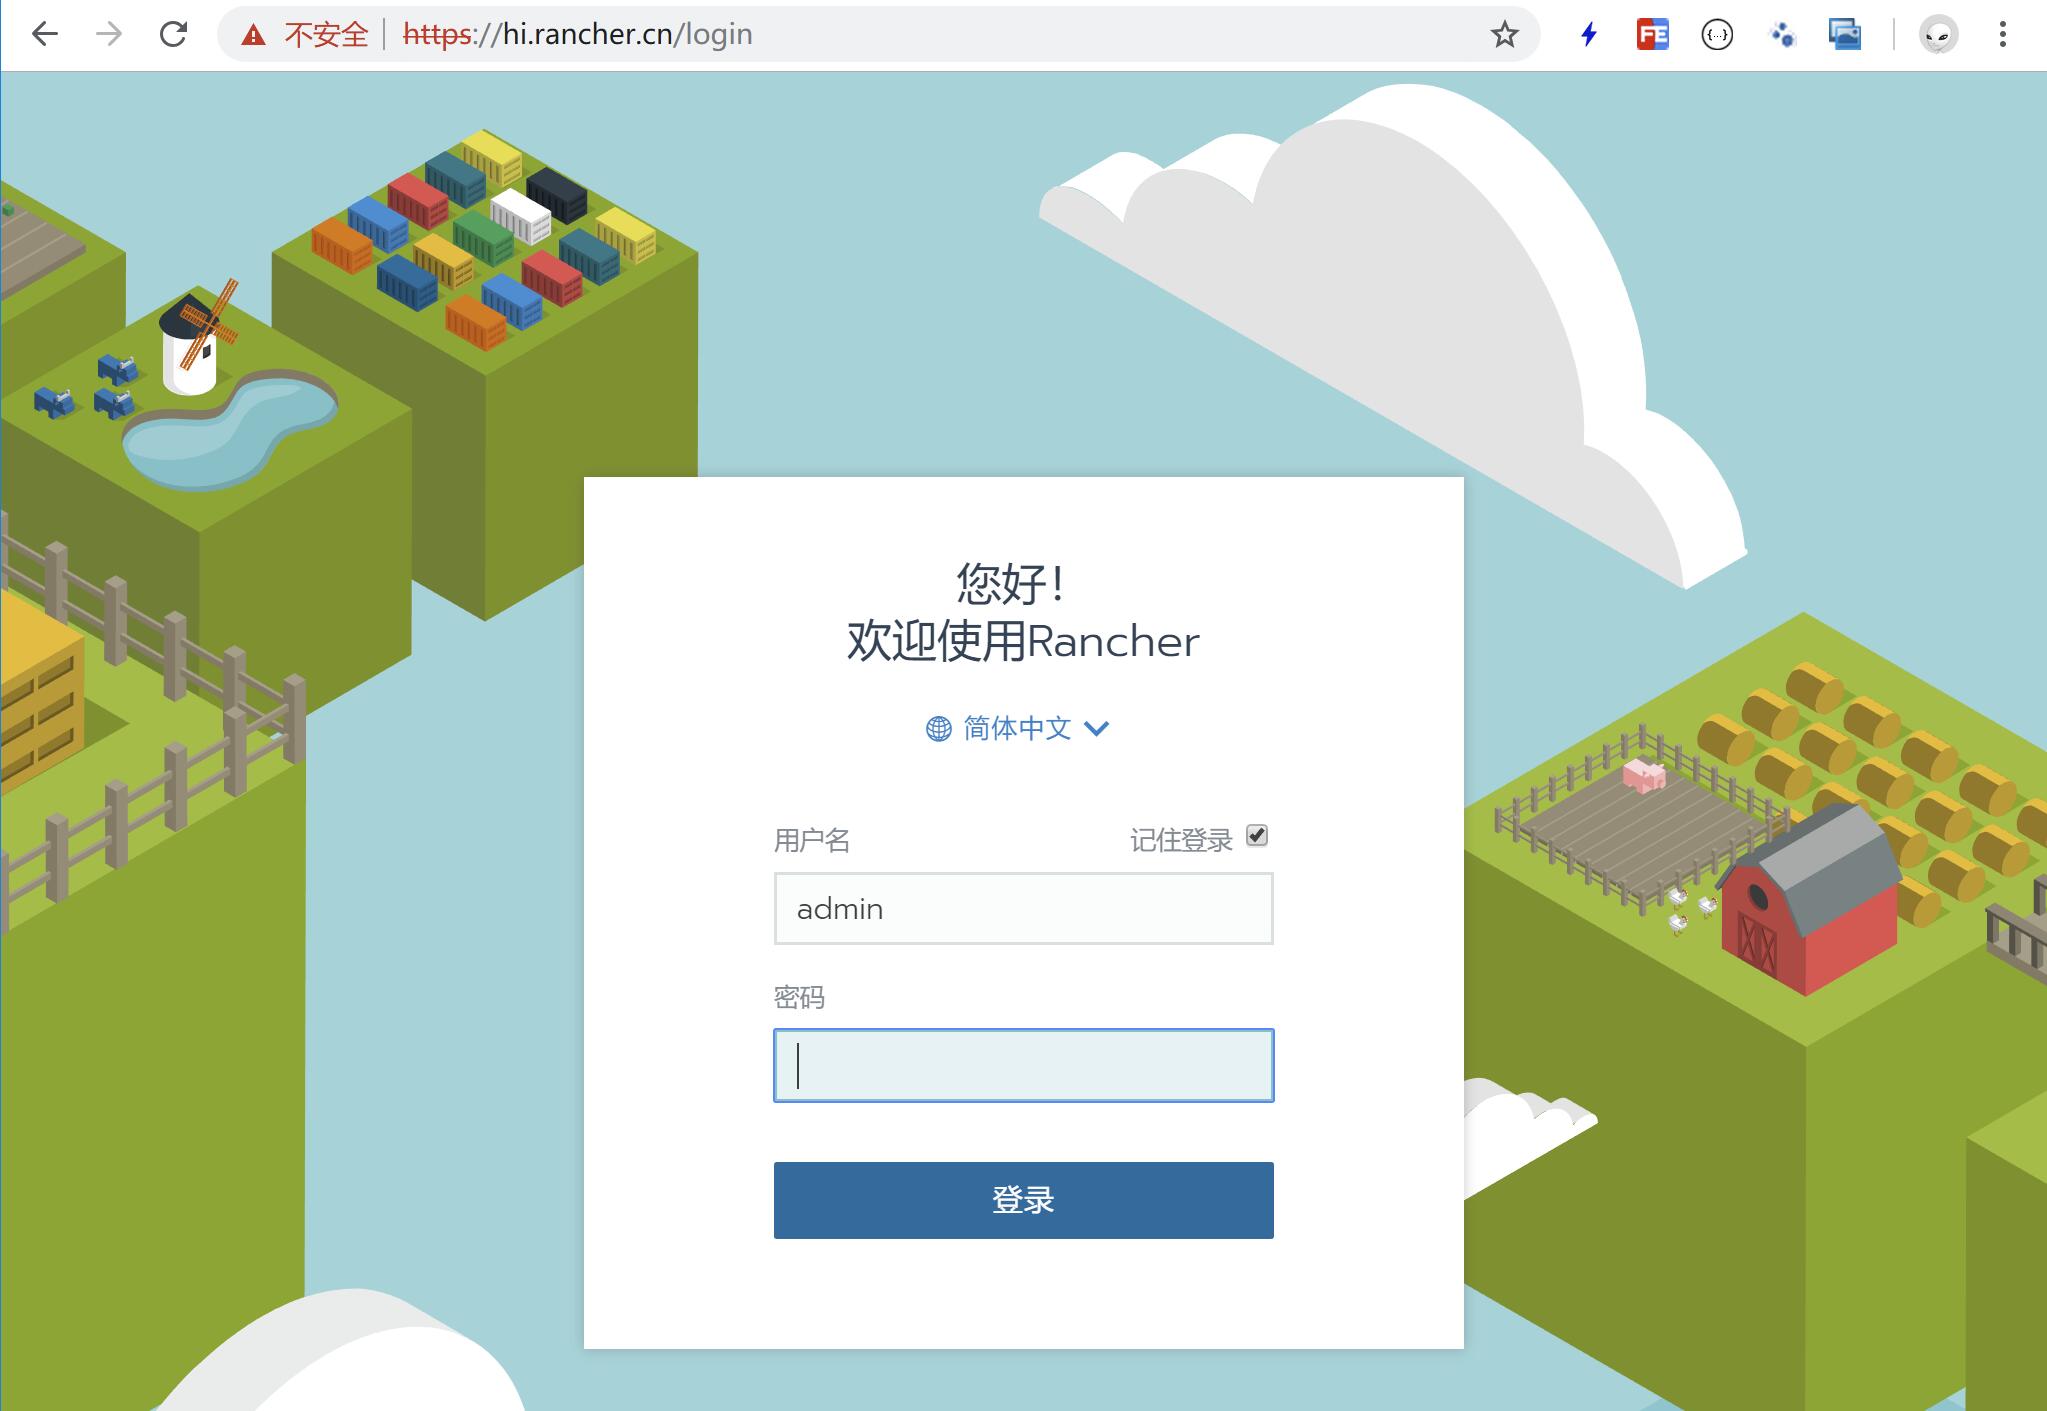 不安全 https://hi.rancher.cn/login
FE
{...}
您好！
欢迎使用Rancher
简体中文
用户名 记住登录
admin
密码
登录